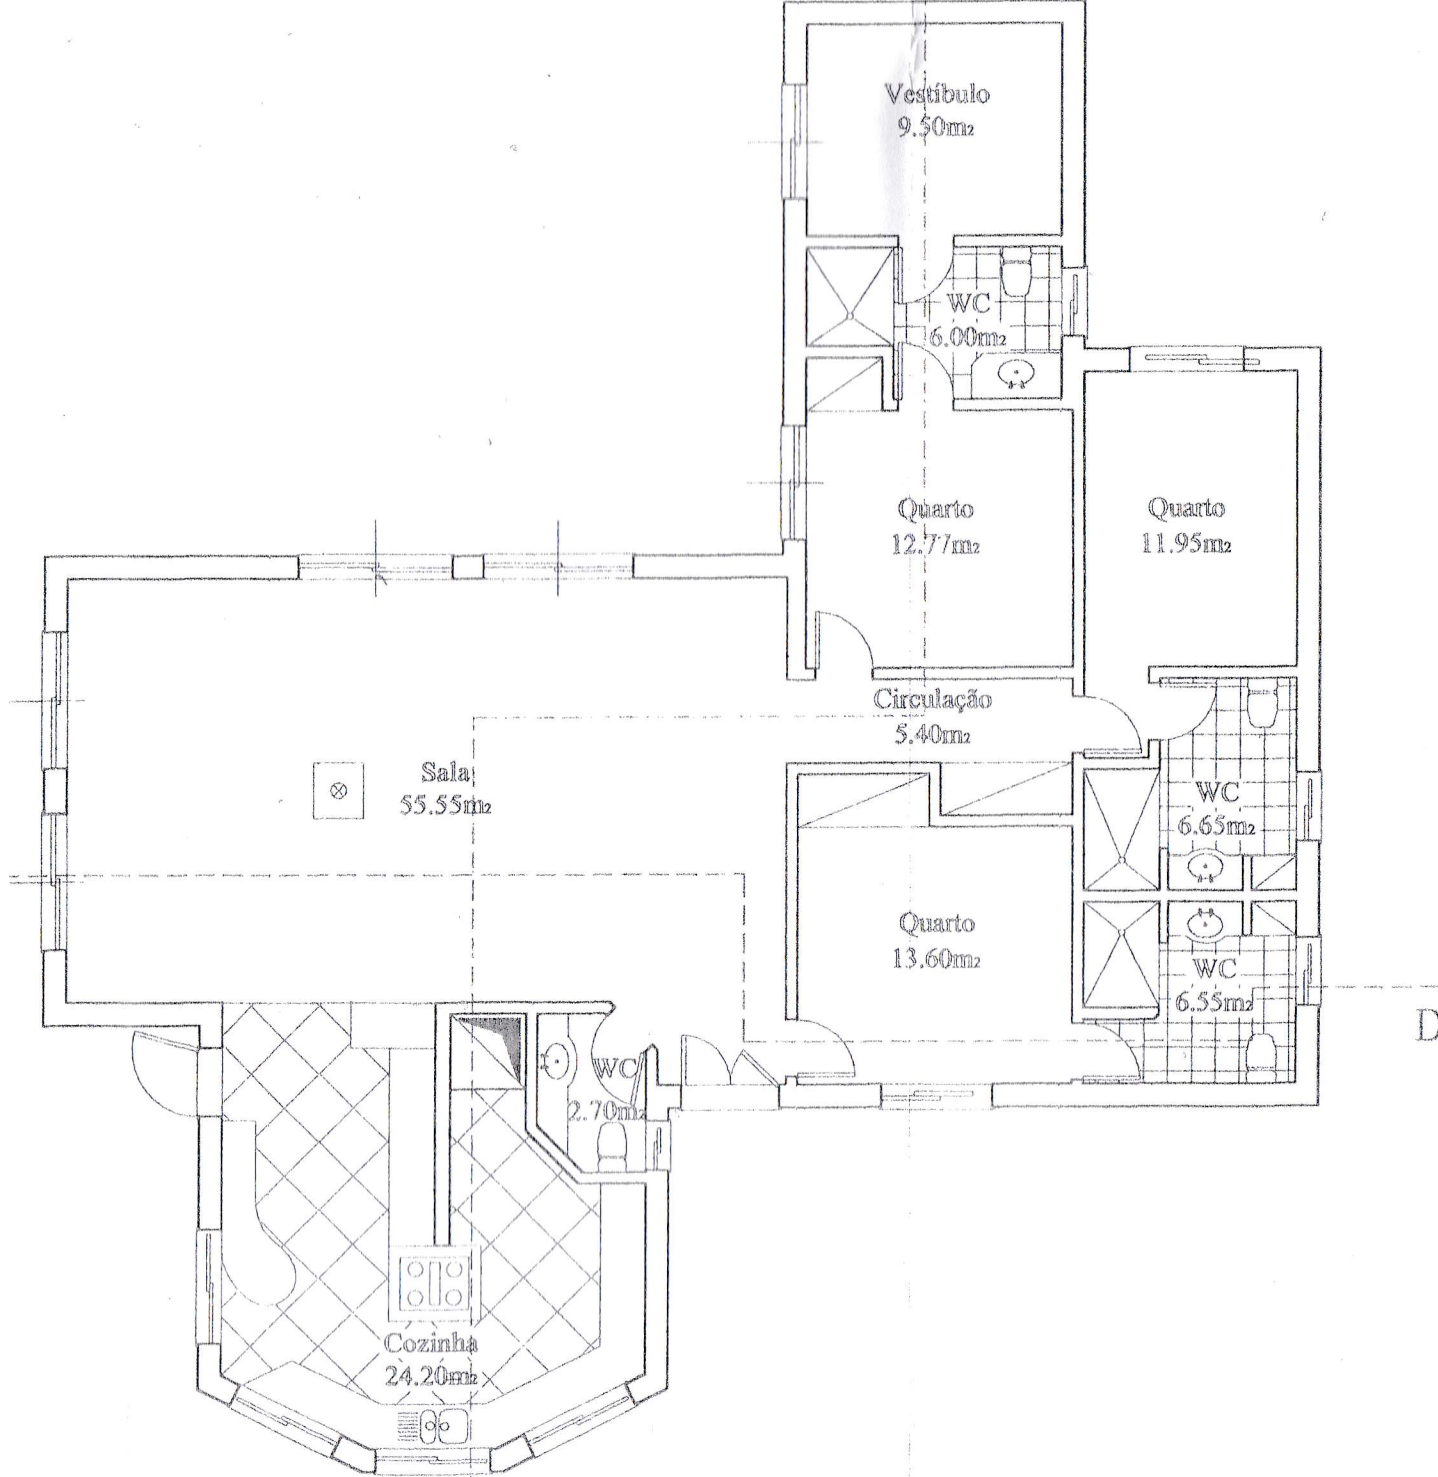 Vestíbulo
9.50m2
WC
6.00m2
Quarto
12.77m2
Quarto
11.95m2
Circulação
5.40m2
Sala
55.55m2
WC
6.65m2
Quarto
13.60m2
WC
6.55m2
D
WC
2.70m2
Cozinha
24.20m2